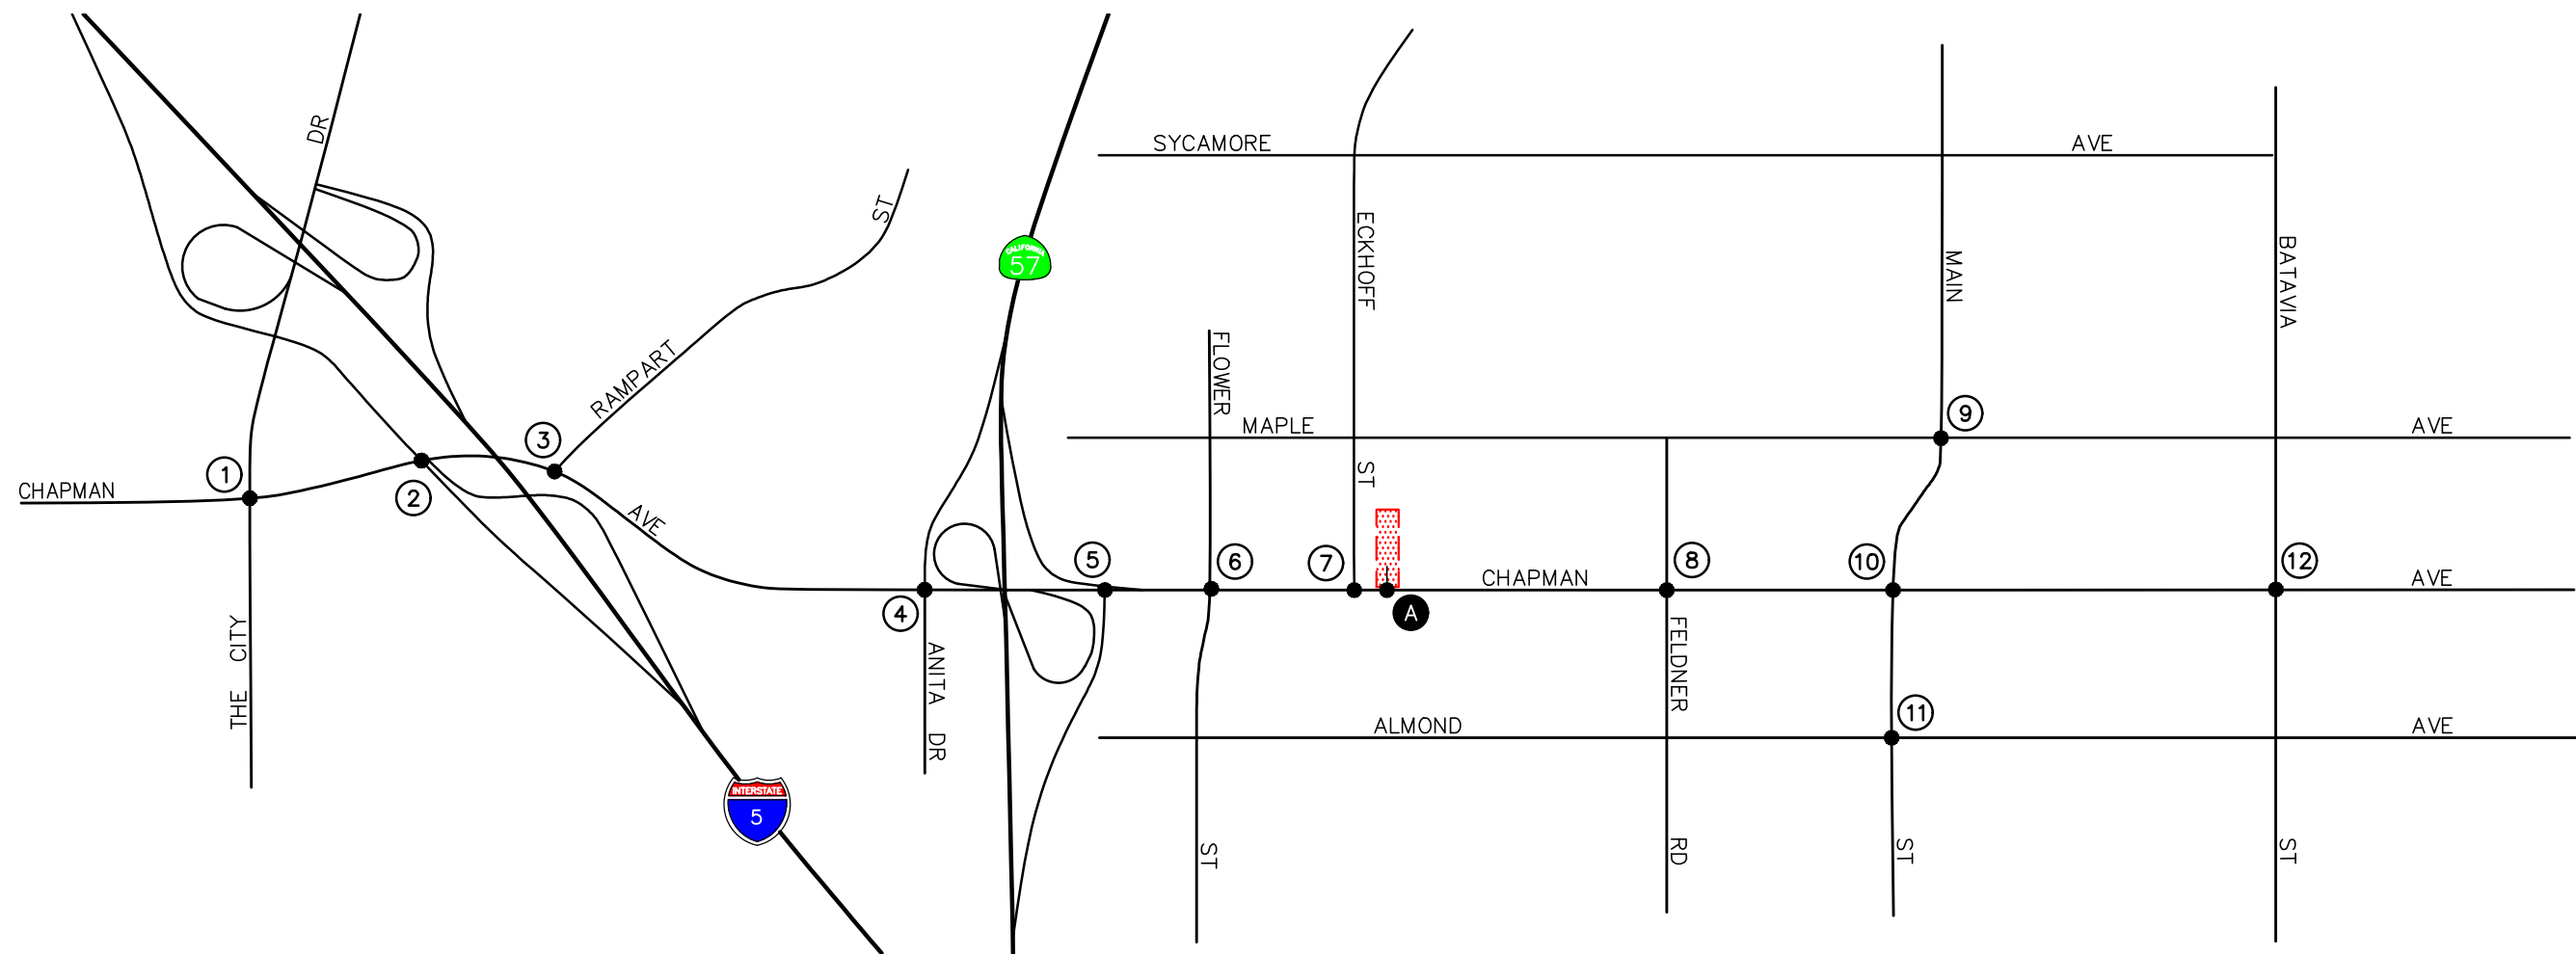 DR
SYCAMORE AVE
ST
CALIFORNIA
57
ECKHOFF
ST
MAIN
BATAVIA
FLOWER
RAMPART
MAPLE AVE
9
3
1
2
CHAPMAN
AVE
5
6
7
8
10
12
CHAPMAN AVE
4
A
THE CITY
ANITA DR
FELDNER
11
ALMOND AVE
INTERSTATE
5
ST
RD
ST
ST